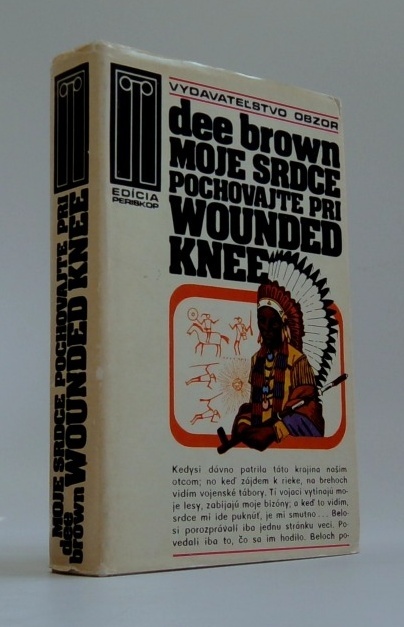 VYDAVATEĽSTVO OBZOR
dee brown
MOJE SRDCE
POCHOVAJTE PRI
WOUNDED
KNEE
EDÍCIA
PERISKOP
Kedysi dávno patrila táto krajina našim
otcom; no keď zájdem k rieke, na brehoch
vidím vojenské tábory. Tí vojaci vytínajú mo-
je lesy, zabíjajú moje bizóny; a keď to vidím,
srdce mi ide puknúť, je mi smutno ... Belo-
si porozprávali iba jednu stránku veci. Po-
vedali iba to, čo sa im hodilo. Beloch po-
MOJE SRDCE POCHOVAJTE PRI
dee
brown WOUNDED KNEE